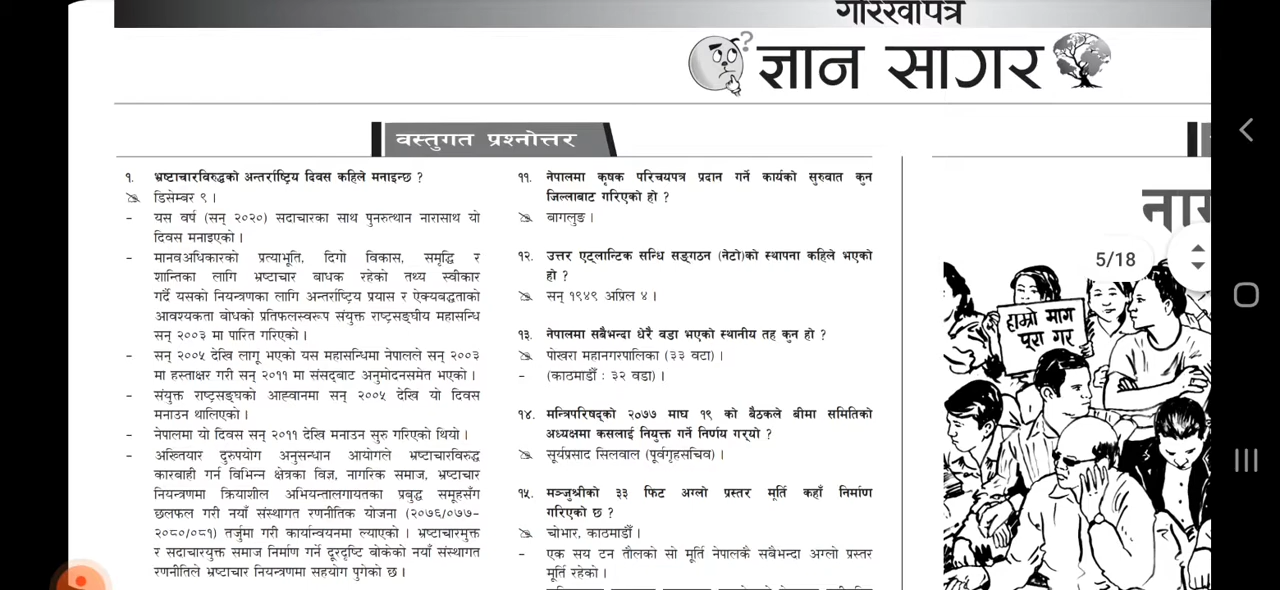 गोरखापत्र
ज्ञान सागर
वस्तुगत प्रश्नोत्तर
१. भ्रष्टाचारविरुद्धको अन्तर्राष्ट्रिय दिवस कहिले मनाइन्छ ?
डिसेम्बर ९ ।
- यस वर्ष (सन् २०२०) सदाचारका साथ पुनरुत्थान नारासाथ यो
दिवस मनाइएको ।
- मानवअधिकारको प्रत्याभूति, दिगो विकास, समृद्धि र
शान्तिका लागि भ्रष्टाचार बाधक रहेको तथ्य स्वीकार
गर्दै यसको नियन्त्रणका लागि अन्तर्राष्ट्रिय प्रयास र ऐक्यबद्धताको
आवश्यकता बोधको प्रतिफलस्वरूप संयुक्त राष्ट्रसङ्घीय महासन्धि
सन् २००३ मा पारित गरिएको ।
- सन् २००५ देखि लागू भएको यस महासन्धिमा नेपालले सन् २००३
मा हस्ताक्षर गरी सन् २०११ मा संसद्बाट अनुमोदनसमेत भएको ।
- संयुक्त राष्ट्रसङ्घको आह्वानमा सन् २००५ देखि यो दिवस
मनाउन थालिएको ।
- नेपालमा यो दिवस सन् २०११ देखि मनाउन सुरु गरिएको थियो ।
- अख्तियार दुरुपयोग अनुसन्धान आयोगले भ्रष्टाचारविरुद्ध
कारबाही गर्न विभिन्न क्षेत्रका विज्ञ, नागरिक समाज, भ्रष्टाचार
नियन्त्रणमा क्रियाशील अभियन्तालगायतका प्रबुद्ध समूहसँग
छलफल गरी नयाँ संस्थागत रणनीतिक योजना (२०७६/०७७-
२०८०/०८१) तर्जुमा गरी कार्यान्वयनमा ल्याएको । भ्रष्टाचारमुक्त
र सदाचारयुक्त समाज निर्माण गर्ने दूरदृष्टि बोकेको नयाँ संस्थागत
रणनीतिले भ्रष्टाचार नियन्त्रणमा सहयोग पुगेको छ ।
११. नेपालमा कृषक परिचयपत्र प्रदान गर्ने कार्यको सुरुवात कुन
जिल्लाबाट गरिएको हो ?
बागलुङ ।
१२. उत्तर एट्लान्टिक सन्धि सङ्गठन (नेटो)को स्थापना कहिले भएको
हो ?
सन् १९४९ अप्रिल ४ ।
१३. नेपालमा सबैभन्दा धेरै वडा भएको स्थानीय तह कुन हो ?
पोखरा महानगरपालिका (३३ वटा) ।
- (काठमाडौँ : ३२ वडा) ।
१४. मन्त्रिपरिषद्को २०७७ माघ १९ को बैठकले बीमा समितिको
अध्यक्षमा कसलाई नियुक्त गर्ने निर्णय गर्‍यो ?
सूर्यप्रसाद सिलवाल (पूर्वगृहसचिव) ।
१५. मञ्जुश्रीको ३३ फिट अग्लो प्रस्तर मूर्ति कहाँ निर्माण
गरिएको छ ?
चोभार, काठमाडौँ ।
- एक सय टन तौलको सो मूर्ति नेपालकै सबैभन्दा अग्लो प्रस्तर
मूर्ति रहेको ।
5/18
हाम्रो माग
पूरा गर